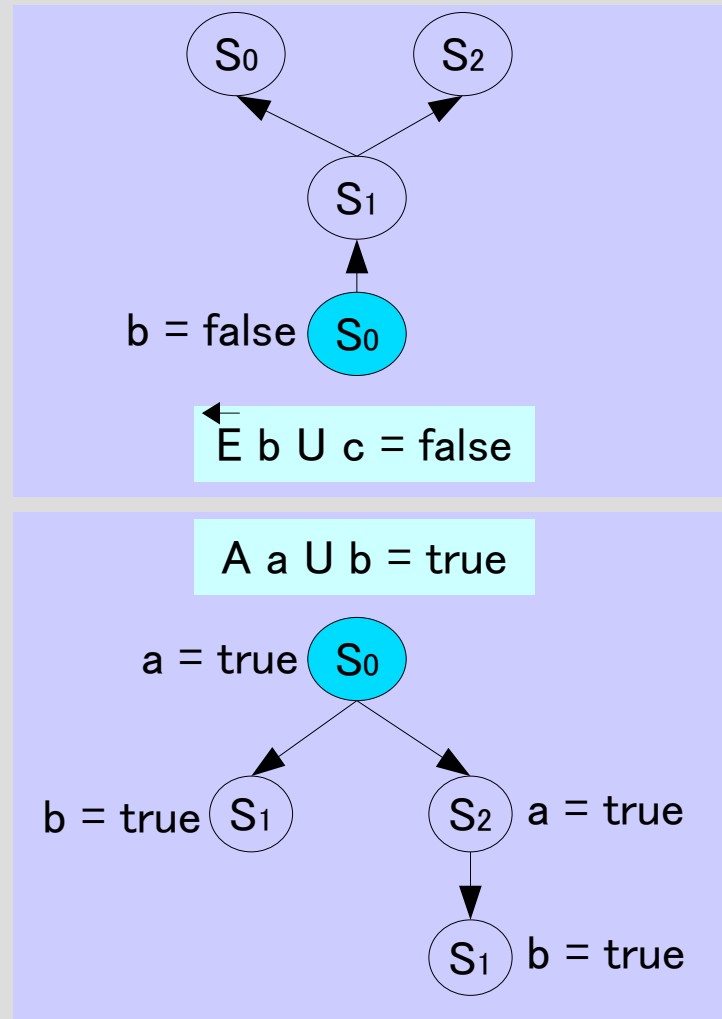 S0 S2
S1
b = false S0
E b U c = false
A a U b = true
a = true S0
b = true S1 S2 a = true
S1 b = true